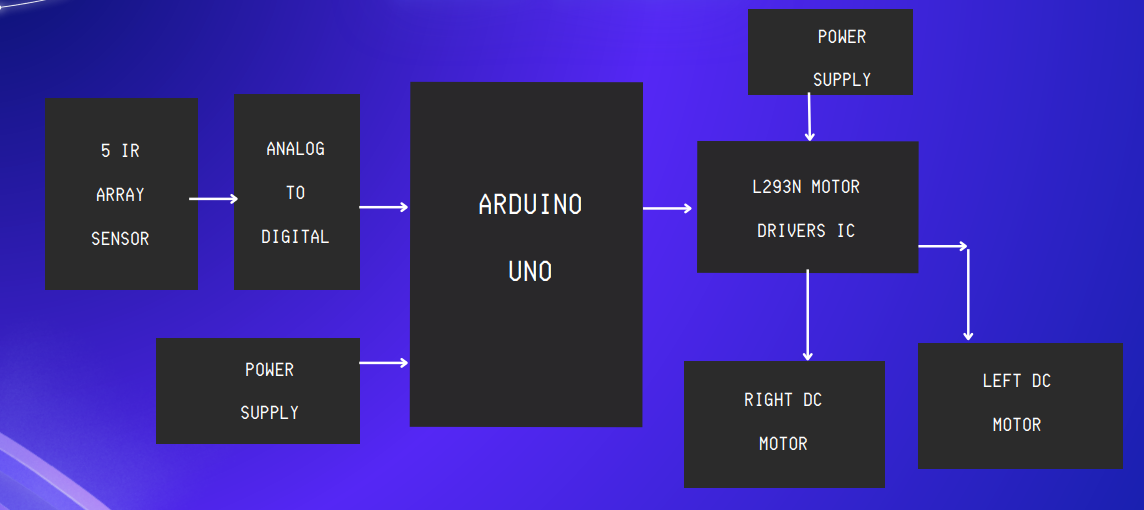 5 IR
ARRAY
SENSOR
ANALOG
TO
DIGITAL
POWER
SUPPLY
ARDUINO
UNO
POWER
SUPPLY
L293N MOTOR
DRIVERS IC
RIGHT DC
MOTOR
LEFT DC
MOTOR